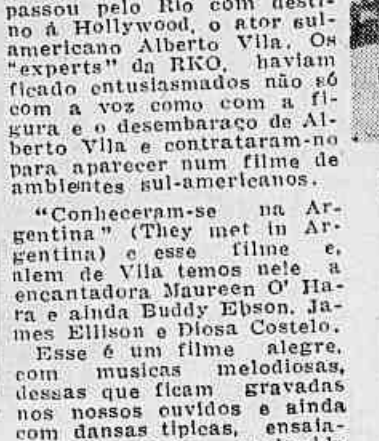 passou pelo Rio com desti-
no á Hollywood, o ator sul-
americano Alberto Vila. Os
"experts" da RKO, haviam
ficado entusiasmados não só
com a voz como com a fi-
gura e o desembaraço de Al-
berto Vila e contrataram-no
para aparecer num filme de
ambientes sul-americanos.
"Conheceram-se na Ar-
gentina" (They met in Ar-
gentina) e esse filme e,
alem de Vila temos nele a
encantadora Maureen O' Ha-
ra e ainda Buddy Ebson, Ja-
mes Ellison e Diosa Costelo.
Esse é um filme alegre,
com musicas melodiosas,
dessas que ficam gravadas
nos nossos ouvidos e ainda
com dansas tipicas, ensaia-